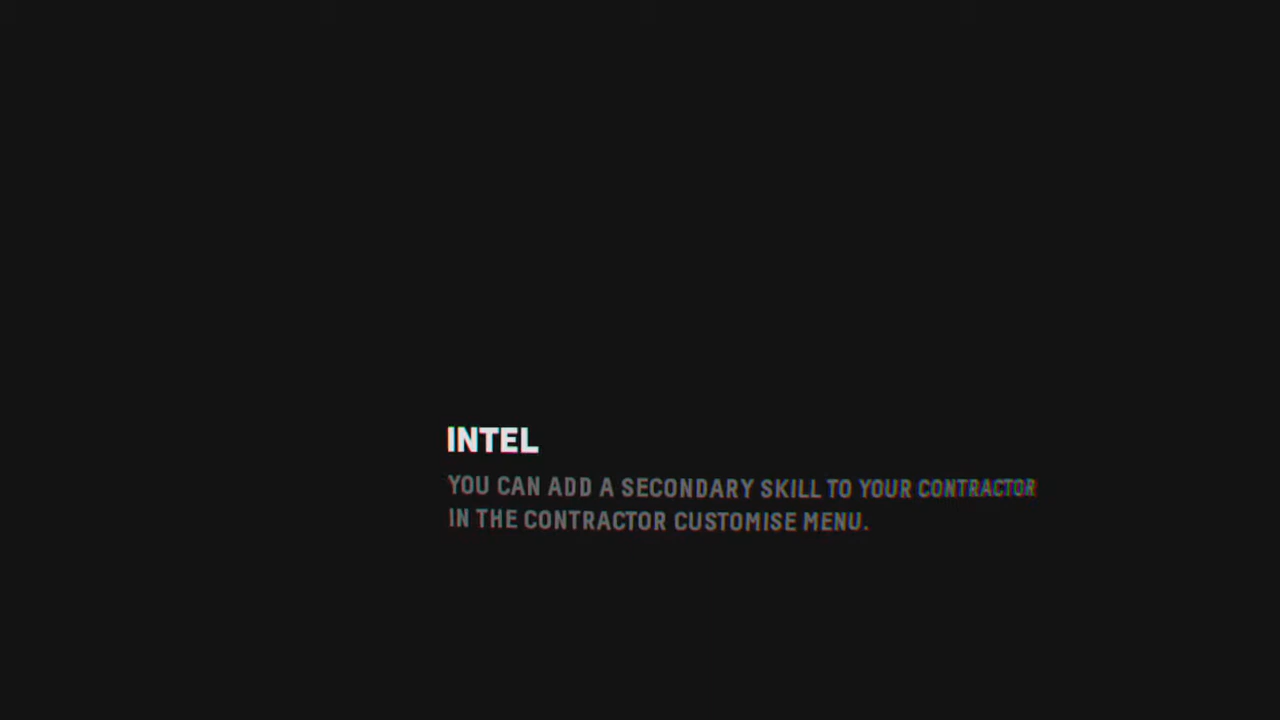 INTEL
YOU CAN ADD A SECONDARY SKILL TO YOUR CONTRACTOR
IN THE CONTRACTOR CUSTOMISE MENU.